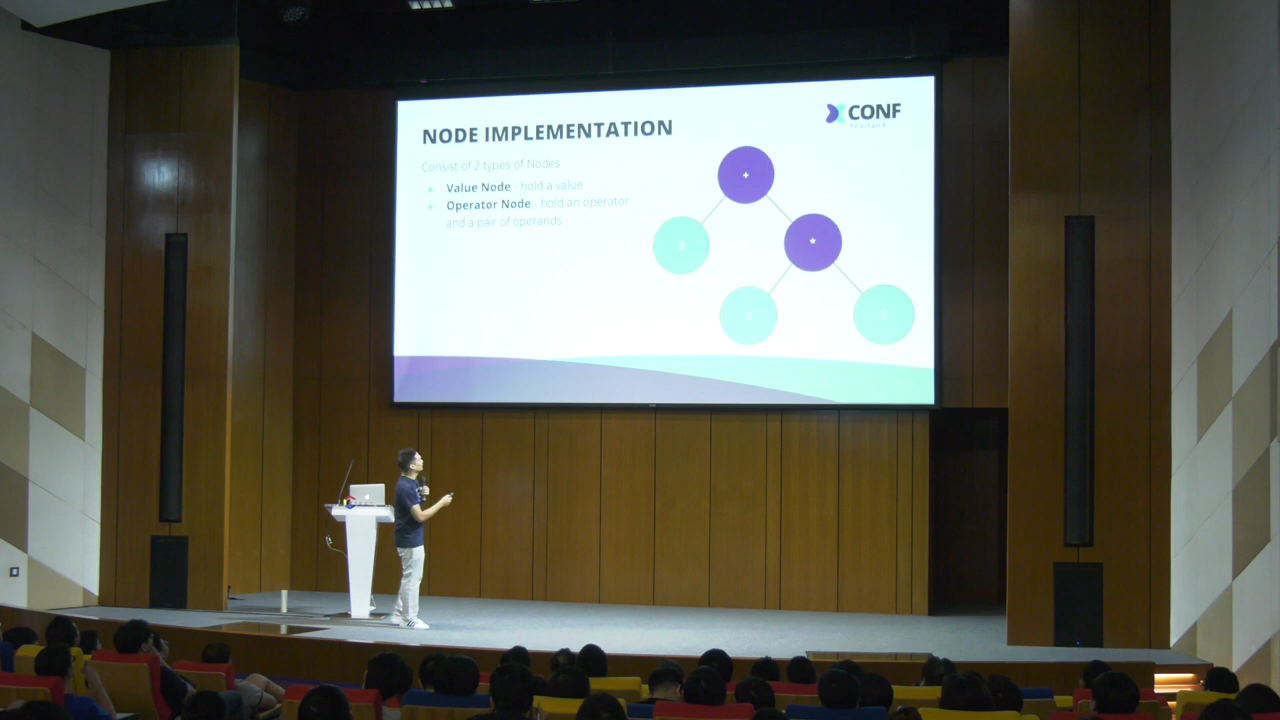 NODE IMPLEMENTATION
CONF
Thailand
Consist of 2 types of Nodes
Value Node - hold a value
Operator Node - hold an operator
and a pair of operands
+
3
*
2
5